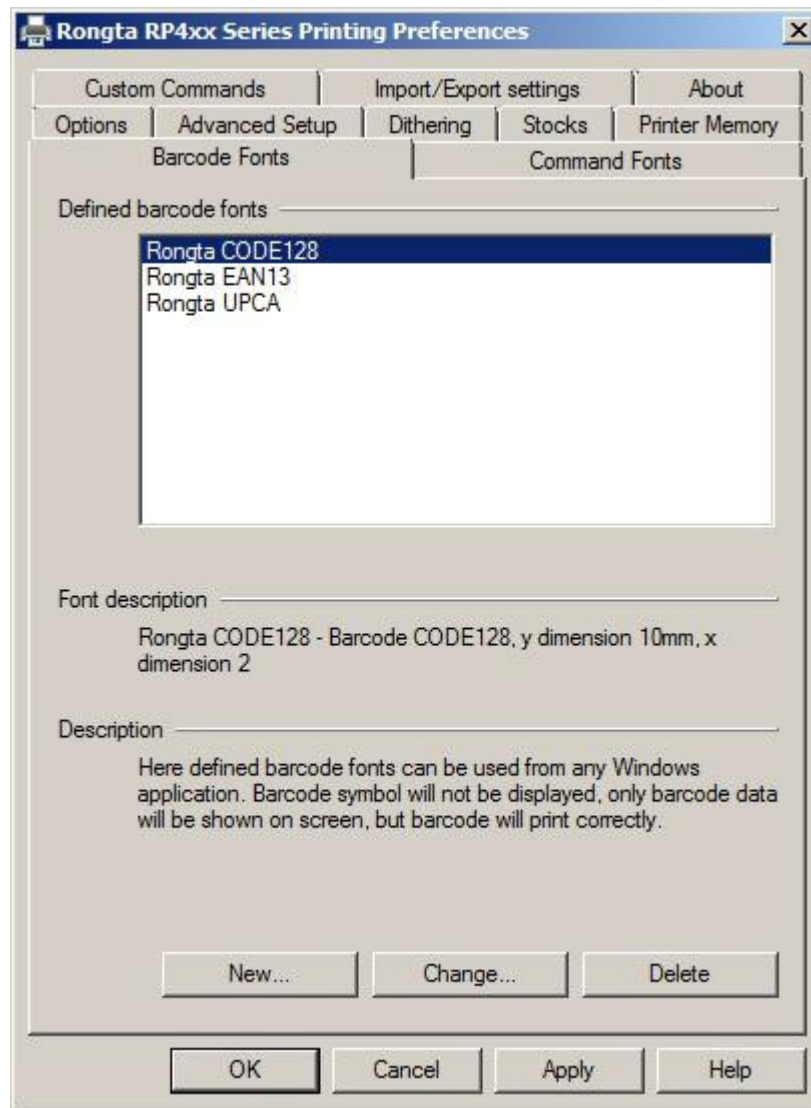 Rongta RP4xx Series Printing Preferences
Custom Commands Import/Export settings About
Options Advanced Setup Dithering Stocks Printer Memory
Barcode Fonts Command Fonts
Defined barcode fonts
Rongta CODE128
Rongta EAN13
Rongta UPCA
Font description
Rongta CODE128 - Barcode CODE128, y dimension 10mm, x
dimension 2
Description
Here defined barcode fonts can be used from any Windows
application. Barcode symbol will not be displayed, only barcode data
will be shown on screen, but barcode will print correctly.
New... Change... Delete
OK Cancel Apply Help